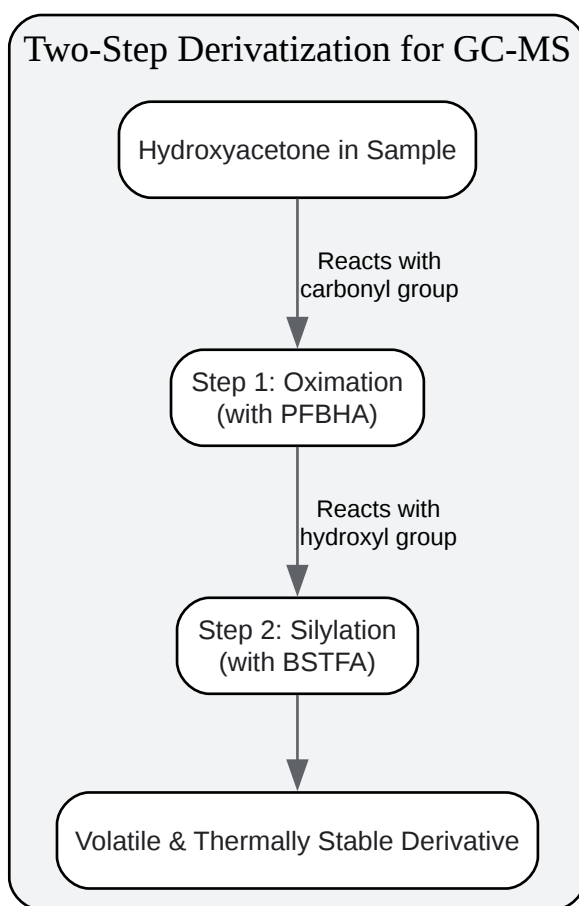 Two-Step Derivatization for GC-MS
Hydroxyacetone in Sample
Reacts with
carbonyl group
Step 1: Oximation
(with PFBHA)
Reacts with
hydroxyl group
Step 2: Silylation
(with BSTFA)
Volatile & Thermally Stable Derivative